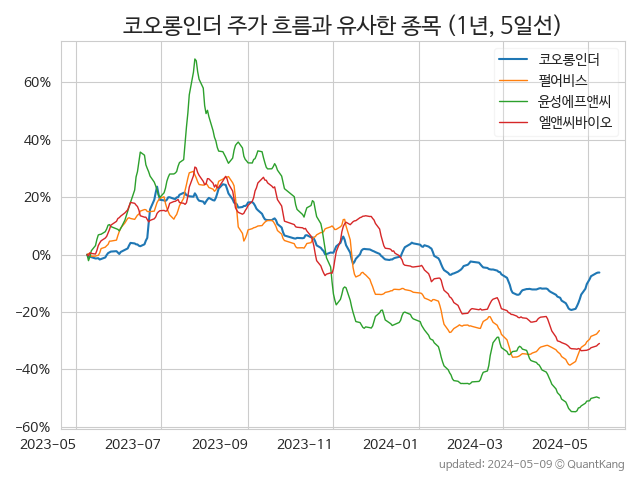 코오롱인더 주가 흐름과 유사한 종목 (1년, 5일선)
코오롱인더
펄어비스
윤성에프앤씨
엘앤씨바이오
60%
40%
20%
0%
−20%
−40%
−60%
2023-05 2023-07 2023-09 2023-11 2024-01 2024-03 2024-05
updated: 2024-05-09 © QuantKang